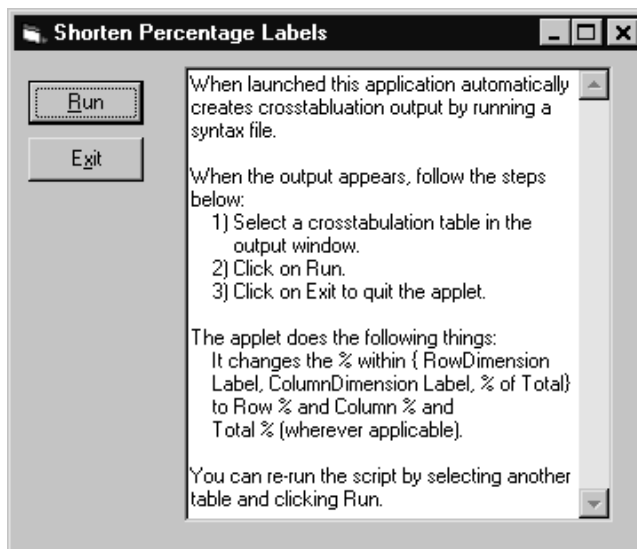 Shorten Percentage Labels
Run
Exit
When launched this application automatically
creates crosstabluation output by running a
syntax file.
When the output appears, follow the steps
below:
1) Select a crosstabulation table in the
output window.
2) Click on Run.
3) Click on Exit to quit the applet.
The applet does the following things:
It changes the % within { RowDimension
Label, ColumnDimension Label, % of Total}
to Row % and Column % and
Total % (wherever applicable).
You can re-run the script by selecting another
table and clicking Run.